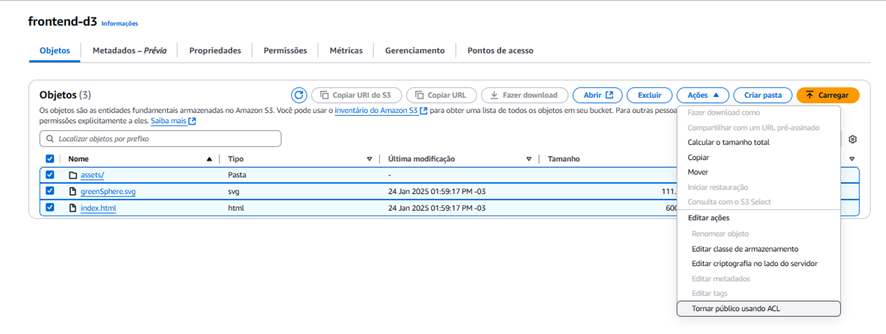 frontend-d3 Informações
Objetos Metadados – Prévia Propriedades Permissões Métricas Gerenciamento Pontos de acesso
Objetos (3)
Copiar URI do S3
Copiar URL
Fazer download
Abrir
Excluir
Ações
Criar pasta
Carregar
Os objetos são as entidades fundamentais armazenadas no Amazon S3. Você pode usar o inventário do Amazon S3 para obter uma lista de todos os objetos em seu bucket. Para outras pessoa
permissões explicitamente a eles. Saiba mais
Localizar objetos por prefixo
Nome Tipo Última modificação Tamanho
assets/ Pasta -
greenSphere.svg svg 24 Jan 2025 01:59:17 PM -03 111.
index.html html 24 Jan 2025 01:59:17 PM -03 600
Fazer download como
Compartilhar com um URL pré-assinado
Calcular o tamanho total
Copiar
Mover
Iniciar restauração
Consulta com o S3 Select
Editar ações
Renomear objeto
Editar classe de armazenamento
Editar criptografia no lado do servidor
Editar metadados
Editar tags
Tornar público usando ACL